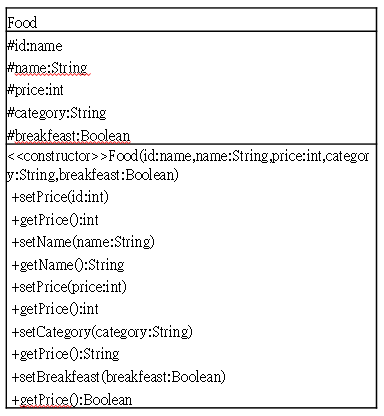 Food
#id:name
#name:String
#price:int
#category:String
#breakfeast:Boolean
<<constructor>>Food(id:name,name:String,price:int,categor
y:String,breakfeast:Boolean)
+setPrice(id:int)
+getPrice():int
+setName(name:String)
+getName():String
+setPrice(price:int)
+getPrice():int
+setCategory(category:String)
+getPrice():String
+setBreakfeast(breakfeast:Boolean)
+getPrice():Boolean